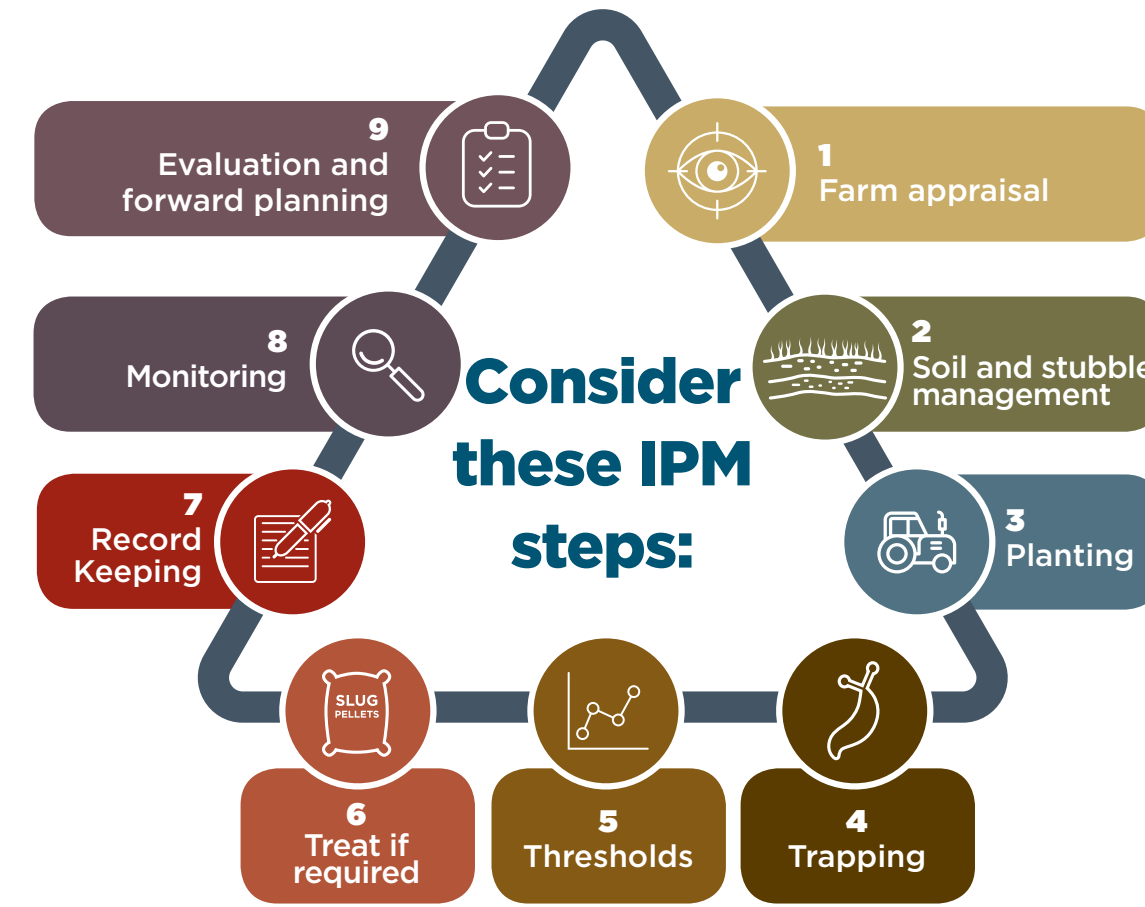 Consider
these IPM
steps:
1
Farm appraisal
2
Soil and stubble
management
3
Planting
4
Trapping
5
Thresholds
SLUG
PELLETS
6
Treat if
required
7
Record
Keeping
8
Monitoring
9
Evaluation and
forward planning